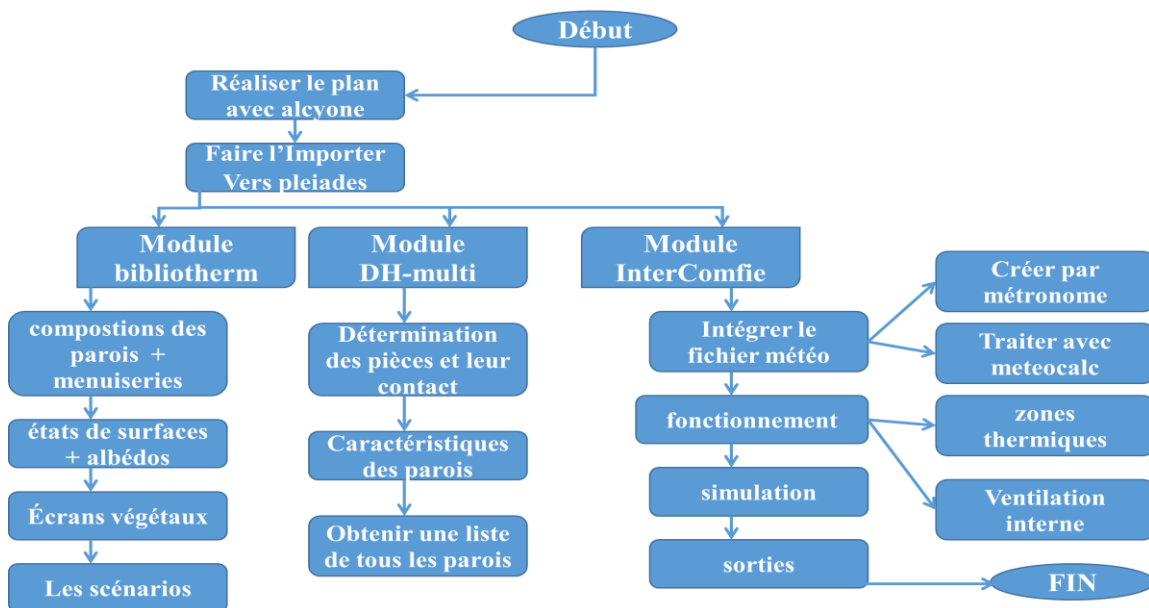 Début
Réaliser le plan
avec alcyone
Faire l’Importer
Vers pleiades
Module
bibliotherm
compostions des
parois +
menuiseries
états de surfaces
+ albédos
Écrans végétaux
Les scénarios
Module
DH-multi
Détermination
des pièces et leur
contact
Caractéristiques
des parois
Obtenir une liste
de tous les parois
Module
InterComfie
Intégrer le
fichier météo
Créer par
métronome
Traiter avec
meteocalc
fonctionnement
zones
thermiques
Ventilation
interne
simulation
sorties
FIN